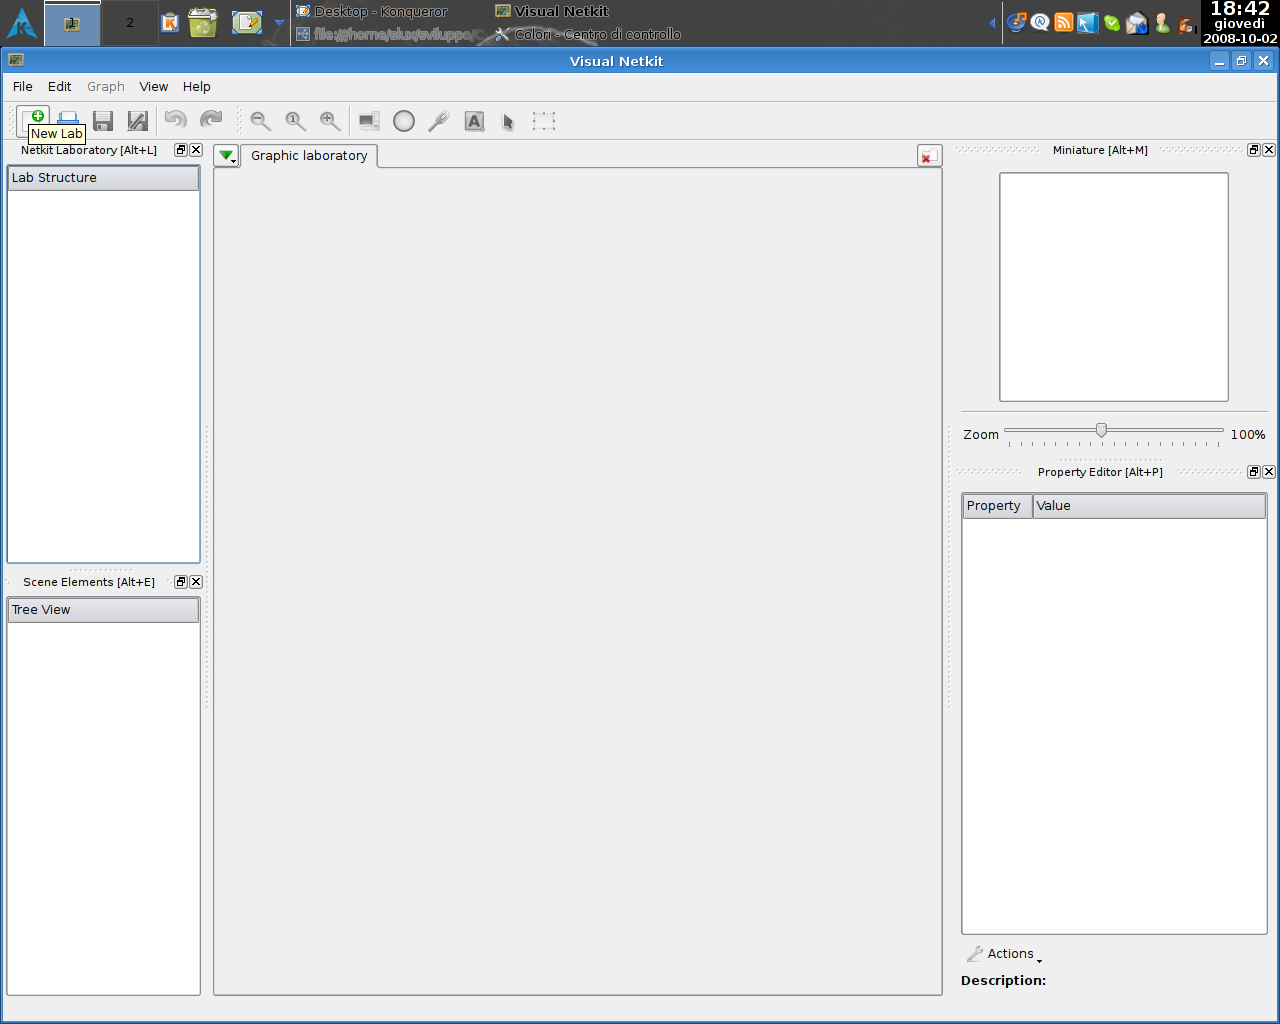 1
2
Desktop - Konqueror
Visual Netkit
file:///home/slux/sviluppo/
Colori - Centro di controllo
18:42
giovedì
2008-10-02
Visual Netkit
File Edit Graph View Help
New Lab
Netkit Laboratory [Alt+L]
Graphic laboratory
Miniature [Alt+M]
Lab Structure
Zoom
100%
Property Editor [Alt+P]
Property
Value
Scene Elements [Alt+E]
Tree View
Actions
Description: